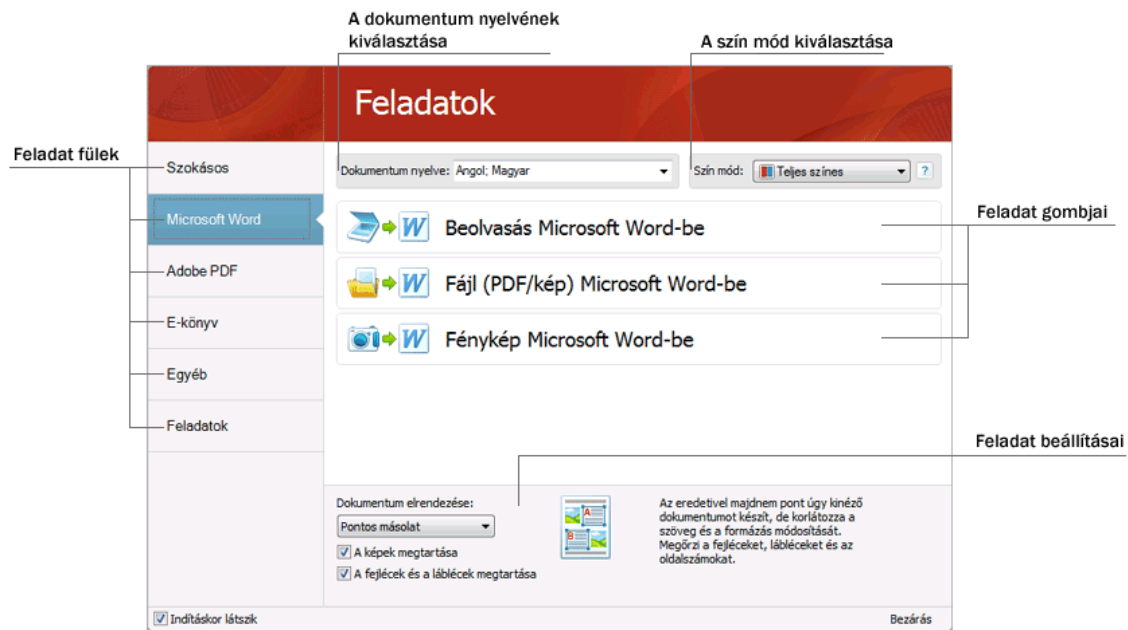 A dokumentum nyelvének
kiválasztása
A szín mód kiválasztása
Feladatok
Feladat fülek
Szokásos
Dokumentum nyelve: Angol; Magyar
Szín mód: Teljes színes ?
Microsoft Word
W Beolvasás Microsoft Word-be
Feladat gombjai
Adobe PDF
W Fájl (PDF/kép) Microsoft Word-be
E-könyv
W Fénykép Microsoft Word-be
Egyéb
Feladatok
Feladat beállításai
Dokumentum elrendezése:
Pontos másolat
A képek megtartása
A fejlécek és a láblécek megtartása
A
B
Az eredetivel majdnem pont úgy kinéző
dokumentumot készít, de korlátozza a
szöveg és a formázás módosítását.
Megőrzi a fejléceket, lábléceket és az
oldalszámokat.
Indításkor látszik
Bezárás